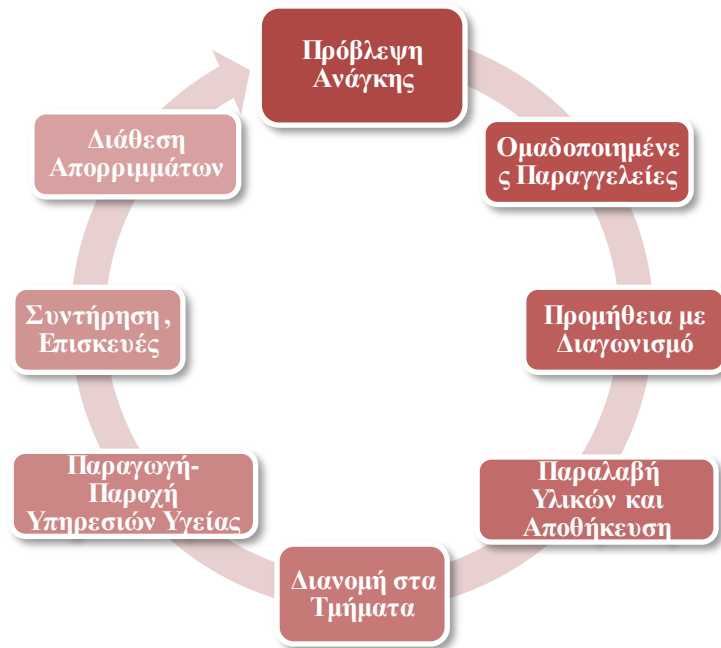 Πρόβλεψη
Ανάγκης
Ομαδοποιημένε
ς Παραγγελείες
Προμήθεια με
Διαγωνισμό
Παραλαβή
Υλικών και
Αποθήκευση
Διανομή στα
Τμήματα
Παραγωγή-
Παροχή
Υπηρεσιών Υγείας
Συντήρηση,
Επισκευές
Διάθεση
Απορριμμάτων